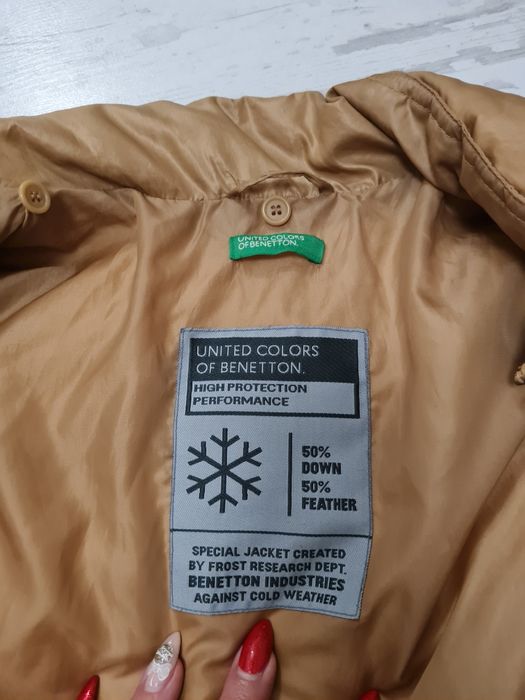 UNITED COLORS
OF BENETTON.
UNITED COLORS
OF BENETTON.
HIGH PROTECTION
PERFORMANCE
50%
DOWN
50%
FEATHER
SPECIAL JACKET CREATED
BY FROST RESEARCH DEPT.
BENETTON INDUSTRIES
AGAINST COLD WEATHER